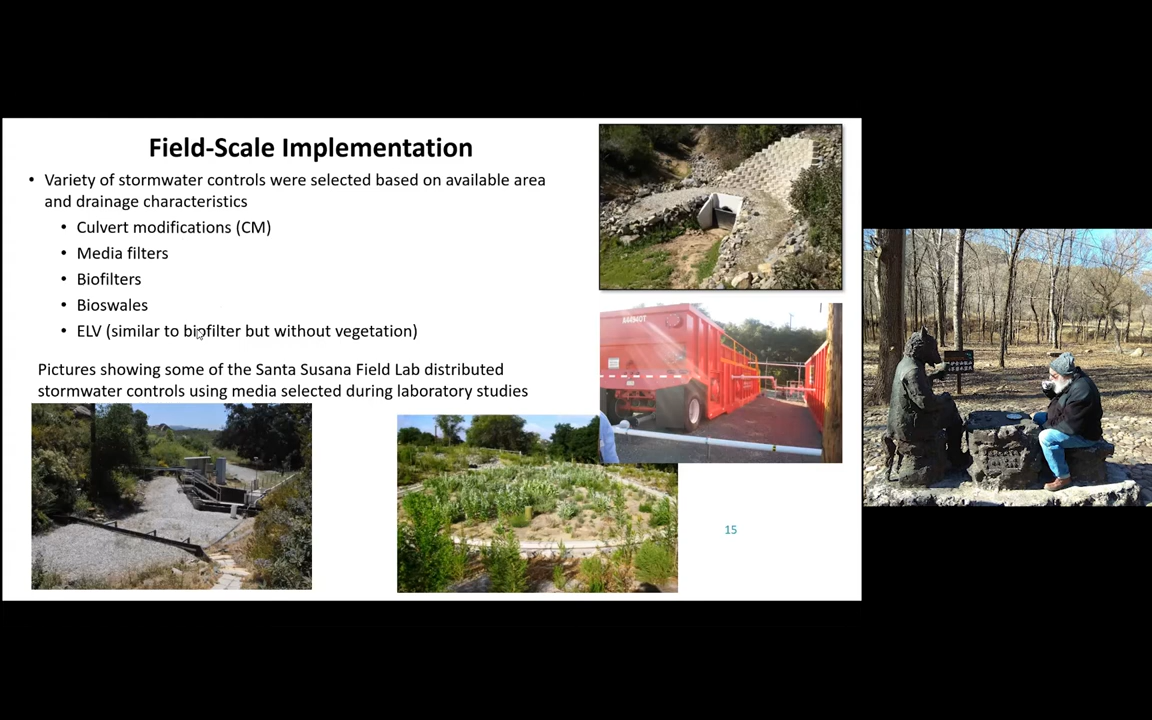 Field-Scale Implementation
• Variety of stormwater controls were selected based on available area
and drainage characteristics
• Culvert modifications (CM)
• Media filters
• Biofilters
• Bioswales
• ELV (similar to biofilter but without vegetation)
Pictures showing some of the Santa Susana Field Lab distributed
stormwater controls using media selected during laboratory studies
15